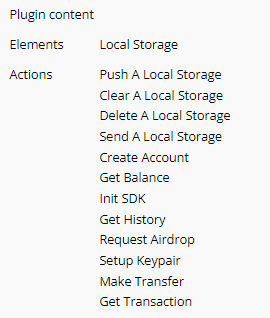 Plugin content
Elements Local Storage
Actions Push A Local Storage
Clear A Local Storage
Delete A Local Storage
Send A Local Storage
Create Account
Get Balance
Init SDK
Get History
Request Airdrop
Setup Keypair
Make Transfer
Get Transaction